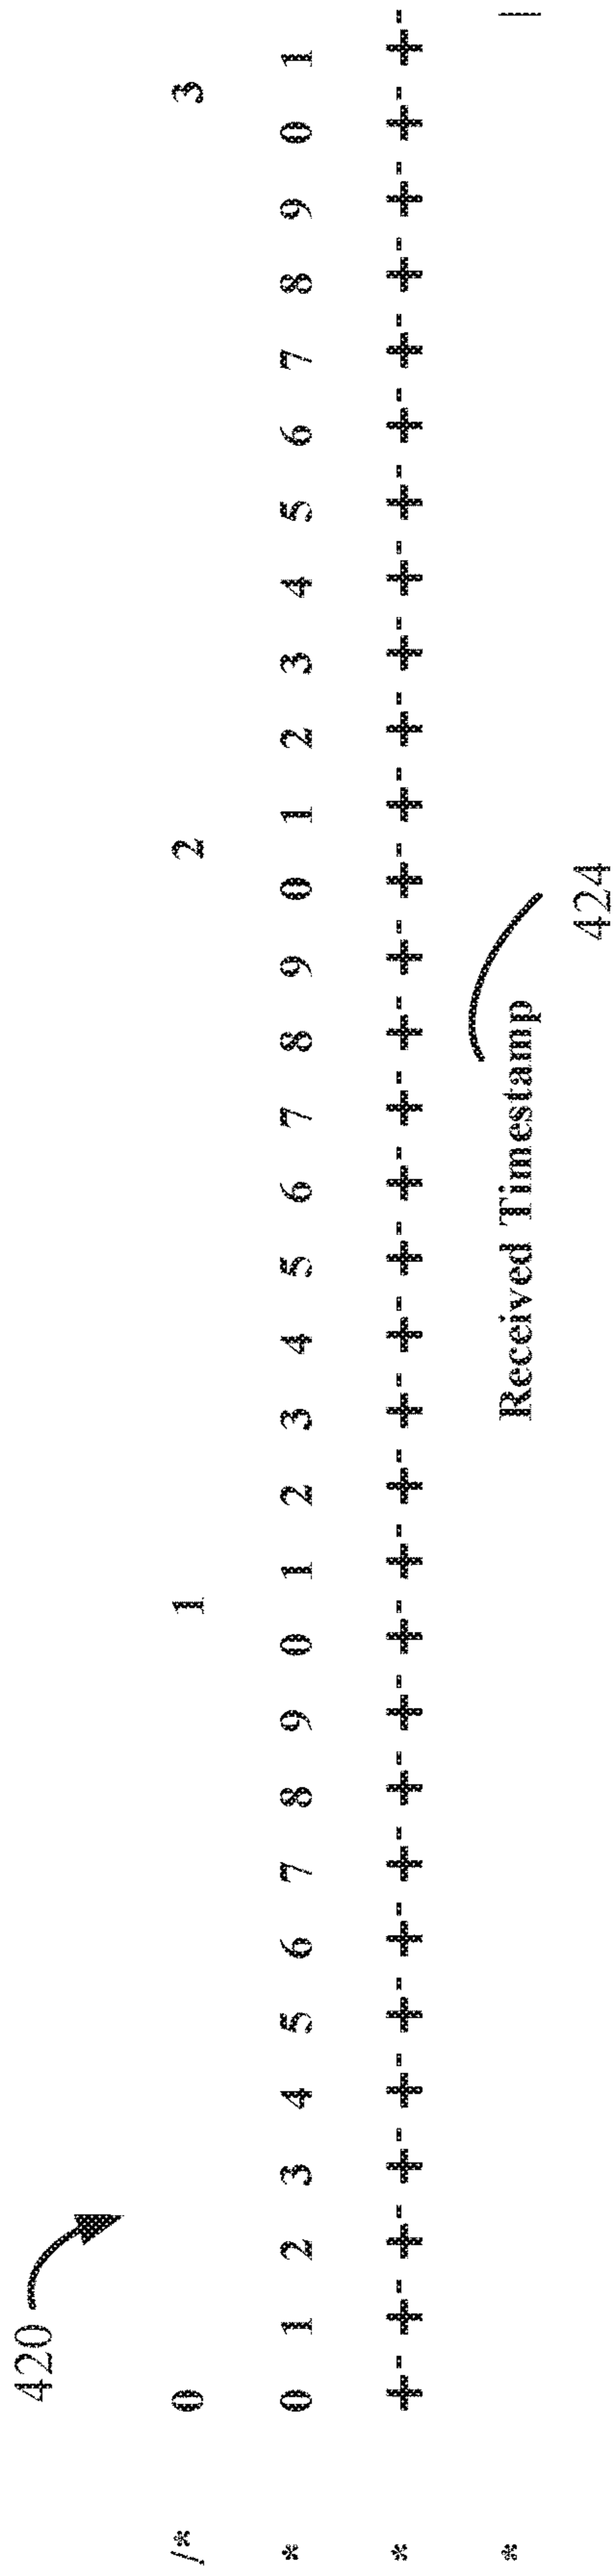 420
/* 0 1 2 3
* 0 1 2 3 4 5 6 7 8 9 0 1 2 3 4 5 6 7 8 9 0 1 2 3 4 5 6 7 8 9 0 1
* +-+-+-+-+-+-+-+-+-+-+-+-+-+-+-+-+-+-+-+-+-+-+-+-+-+-+-+-+-+-+-+-
* Received Timestamp |
424